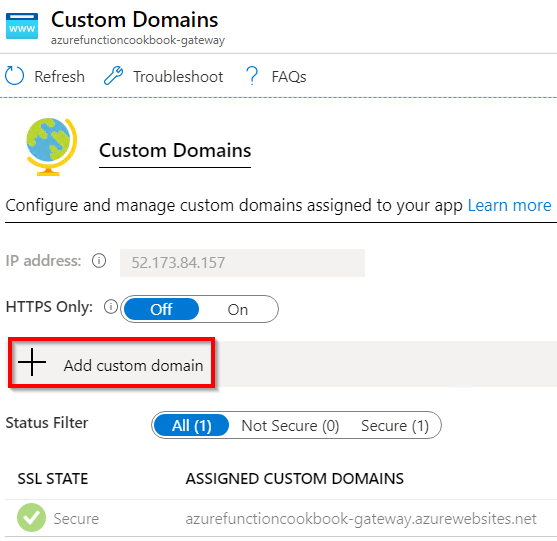 www
Custom Domains
azurefunctioncookbook-gateway
Refresh Troubleshoot ? FAQs
Custom Domains
Configure and manage custom domains assigned to your app Learn more
IP address: i 52.173.84.157
HTTPS Only: i Off On
+ Add custom domain
Status Filter All (1) Not Secure (0) Secure (1)
SSL STATE ASSIGNED CUSTOM DOMAINS
Secure azurefunctioncookbook-gateway.azurewebsites.net